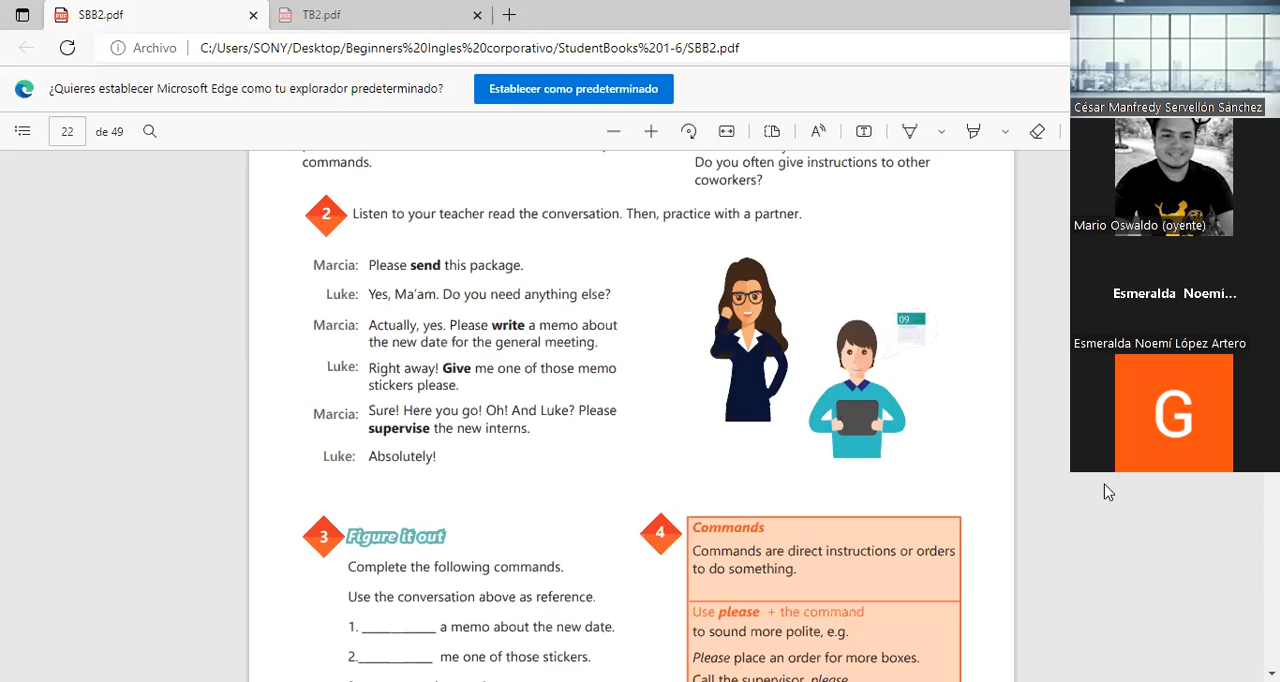 SBB2.pdf
TB2.pdf
Archivo
C:/Users/SONY/Desktop/Beginners%20Ingles%20corporativo/StudentBooks%201-6/SBB2.pdf
¿Quieres establecer Microsoft Edge como tu explorador predeterminado?
Establecer como predeterminado
22 de 49
commands.
Do you often give instructions to other
coworkers?
2 Listen to your teacher read the conversation. Then, practice with a partner.
Marcia: Please send this package.
Luke: Yes, Ma'am. Do you need anything else?
Marcia: Actually, yes. Please write a memo about
the new date for the general meeting.
Luke: Right away! Give me one of those memo
stickers please.
Marcia: Sure! Here you go! Oh! And Luke? Please
supervise the new interns.
Luke: Absolutely!
09
3 Figure it out
Complete the following commands.
Use the conversation above as reference.
1. __________ a memo about the new date.
2.__________ me one of those stickers.
4
Commands
Commands are direct instructions or orders
to do something.
Use please + the command
to sound more polite, e.g.
Please place an order for more boxes.
Call the supervisor, please
César Manfredy Servellón Sánchez
Mario Oswaldo (oyente)
Esmeralda Noemí...
Esmeralda Noemí López Artero
G